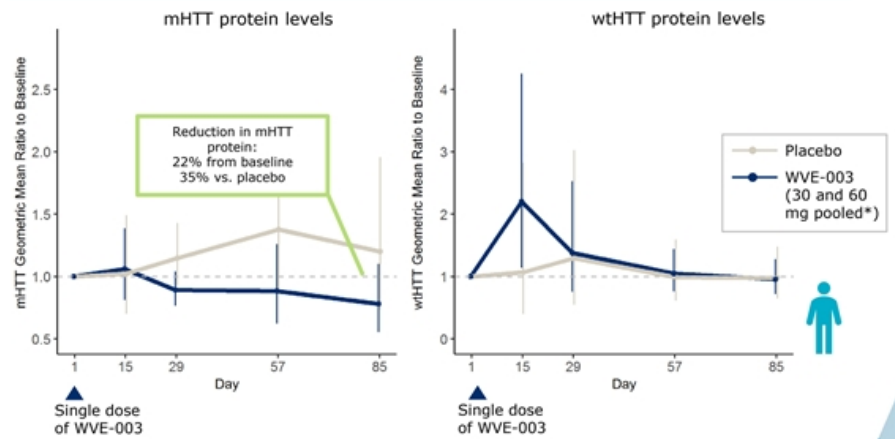 mHTT protein levels
mHTT Geometric Mean Ratio to Baseline
2.5
2.0
1.5
1.0
0.5
Reduction in mHTT
protein:
22% from baseline
35% vs. placebo
1
15
29
57
85
Day
Single dose
of WVE-003
wtHTT protein levels
wtHTT Geometric Mean Ratio to Baseline
4
3
2
1
0
1
15
29
57
85
Day
Single dose
of WVE-003
Placebo
WVE-003
(30 and 60
mg pooled*)